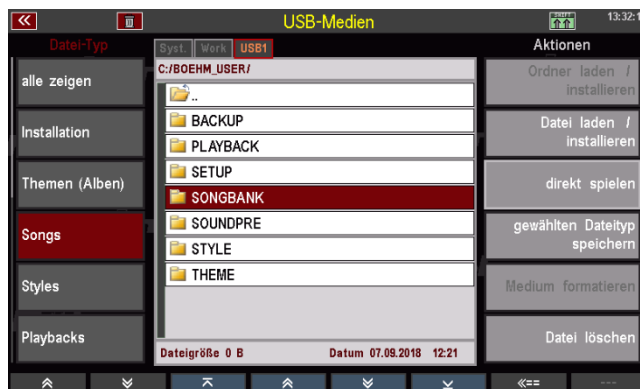 USB-Medien
13:32:1
Datei-Typ
Syst. Work USB1
Aktionen
C:/BOEHM_USER/
alle zeigen
Installation
Themen (Alben)
Songs
Styles
Playbacks
..
BACKUP
PLAYBACK
SETUP
SONGBANK
SOUNDPRE
STYLE
THEME
Dateigröße 0 B Datum 07.09.2018 12:21
Ordner laden /
installieren
Datei laden /
installieren
direkt spielen
gewählten Dateityp
speichern
Medium formatieren
Datei löschen
«==
---